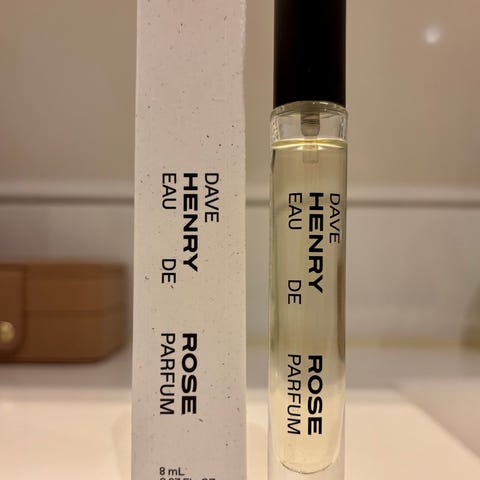 DAVE
HENRY ROSE
EAU DE PARFUM
8 mL
DAVE
HENRY ROSE
EAU DE PARFUM